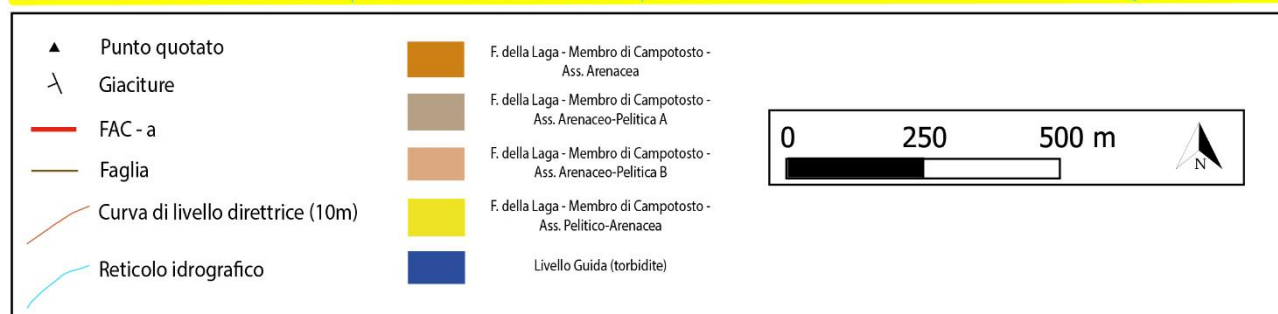 Punto quotato
Giaciture
FAC - a
Faglia
Curva di livello direttrice (10m)
Reticolo idrografico
F. della Laga - Membro di Campotosto -
Ass. Arenacea
F. della Laga - Membro di Campotosto -
Ass. Arenaceo-Pelitica A
F. della Laga - Membro di Campotosto -
Ass. Arenaceo-Pelitica B
F. della Laga - Membro di Campotosto -
Ass. Pelitico-Arenacea
Livello Guida (torbidite)
0 250 500 m
N